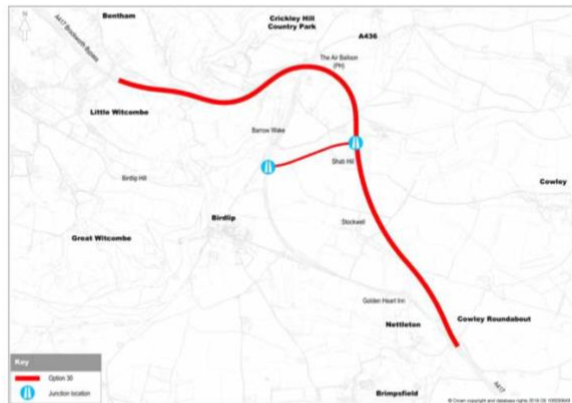 Bentham
Crickley Hill
Country Park
A436
A417 Brockworth Bypass
The Air Balloon
(PH)
Little Witcombe
Barrow Wake
Shab Hill
Birdlip Hill
Cowley
Birdlip
Stockwell
Great Witcombe
Golden Heart Inn
Cowley Roundabout
Nettleton
Key
Option 30
Junction location
A417
Brimpsfield
© Crown copyright and database rights 2019 OS